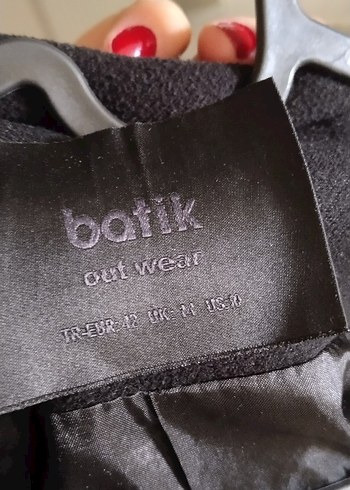 batik
out wear
TR-EUR:42 UK:14 US:10